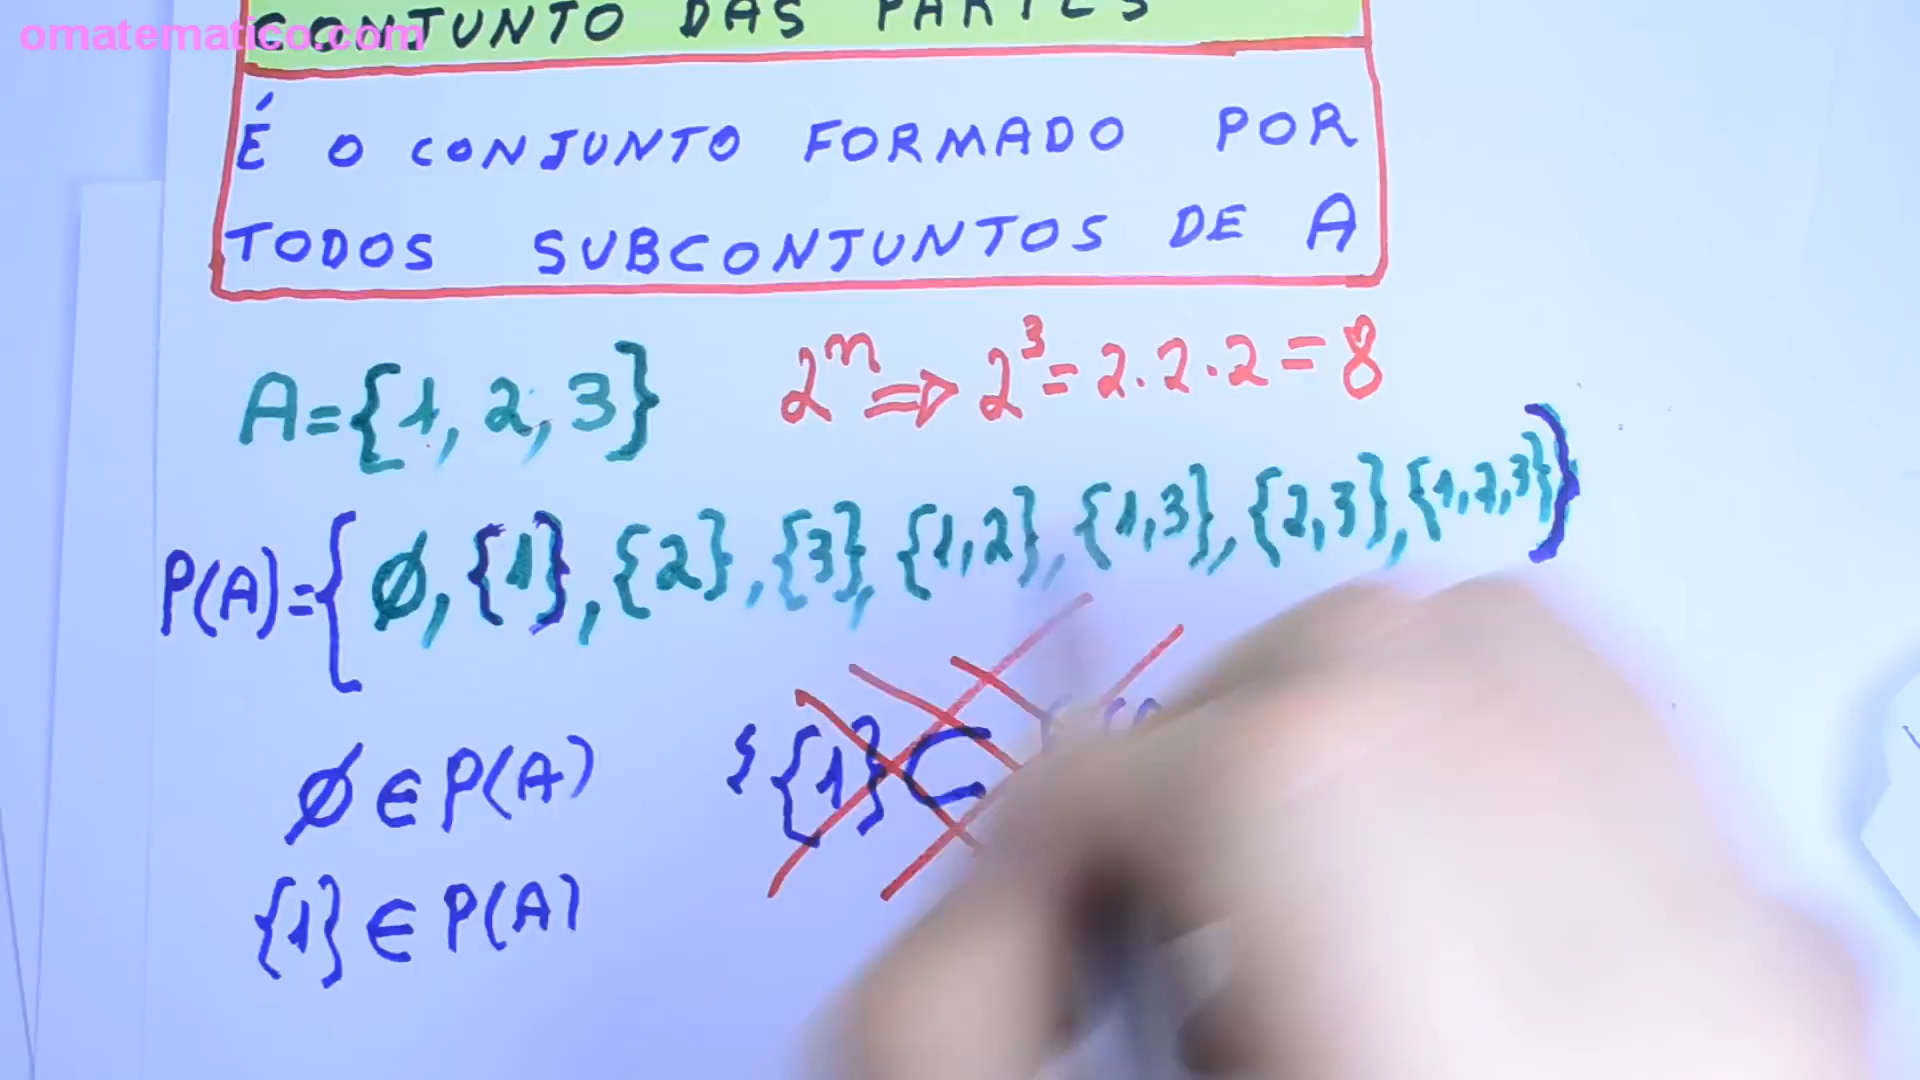 omatematico.com
CONJUNTO DAS PARTES
É O CONJUNTO FORMADO POR
TODOS SUBCONJUNTOS DE A
A={1,2,3} 2ⁿ⇒2³=2.2.2=8
P(A)={∅,{1},{2},{3},{1,2},{1,3},{2,3},{1,2,3}}
∅∈P(A) {{1}⊂
{1}∈P(A)